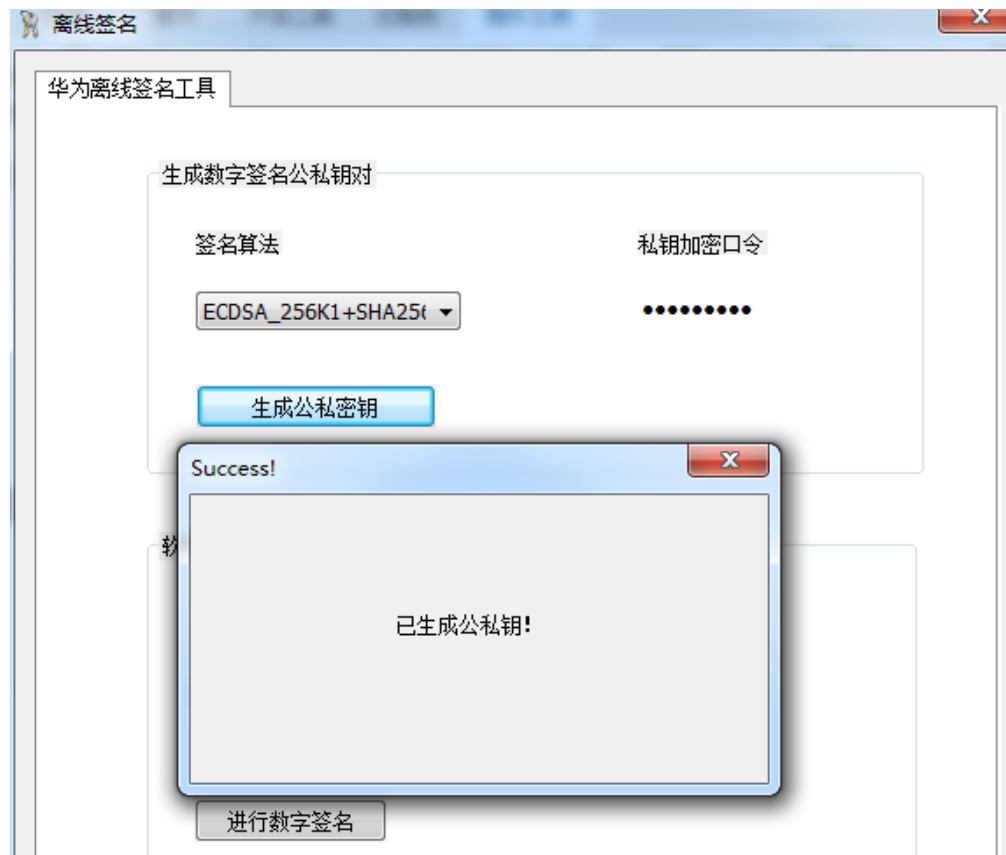 离线签名
华为离线签名工具
生成数字签名公私钥对
签名算法
私钥加密口令
ECDSA_256K1+SHA256
•••••••••
生成公私密钥
Success!
软
已生成公私钥!
进行数字签名